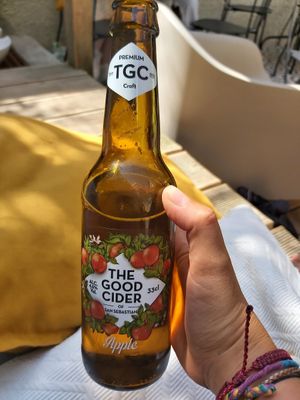 PREMIUM
TGC
Craft
THE
GOOD
CIDER
OF
SAN SEBASTIAN
33cl
Apple